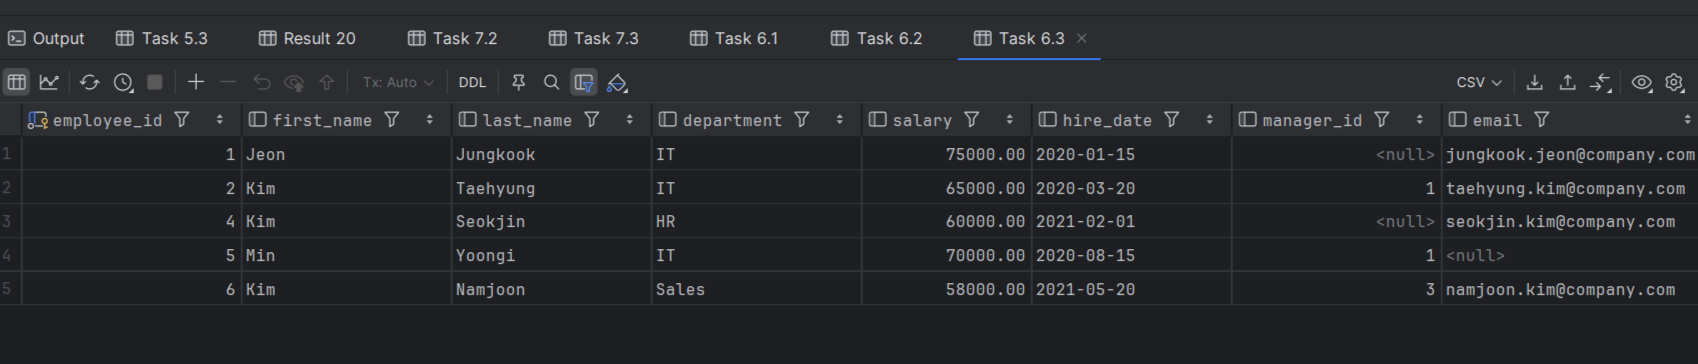 Output Task 5.3 Result 20 Task 7.2 Task 7.3 Task 6.1 Task 6.2 Task 6.3
Tx: Auto DDL CSV
employee_id first_name last_name department salary hire_date manager_id email
1 1 Jeon Jungkook IT 75000.00 2020-01-15 <null> jungkook.jeon@company.com
2 2 Kim Taehyung IT 65000.00 2020-03-20 1 taehyung.kim@company.com
3 4 Kim Seokjin HR 60000.00 2021-02-01 <null> seokjin.kim@company.com
4 5 Min Yoongi IT 70000.00 2020-08-15 1 <null>
5 6 Kim Namjoon Sales 58000.00 2021-05-20 3 namjoon.kim@company.com